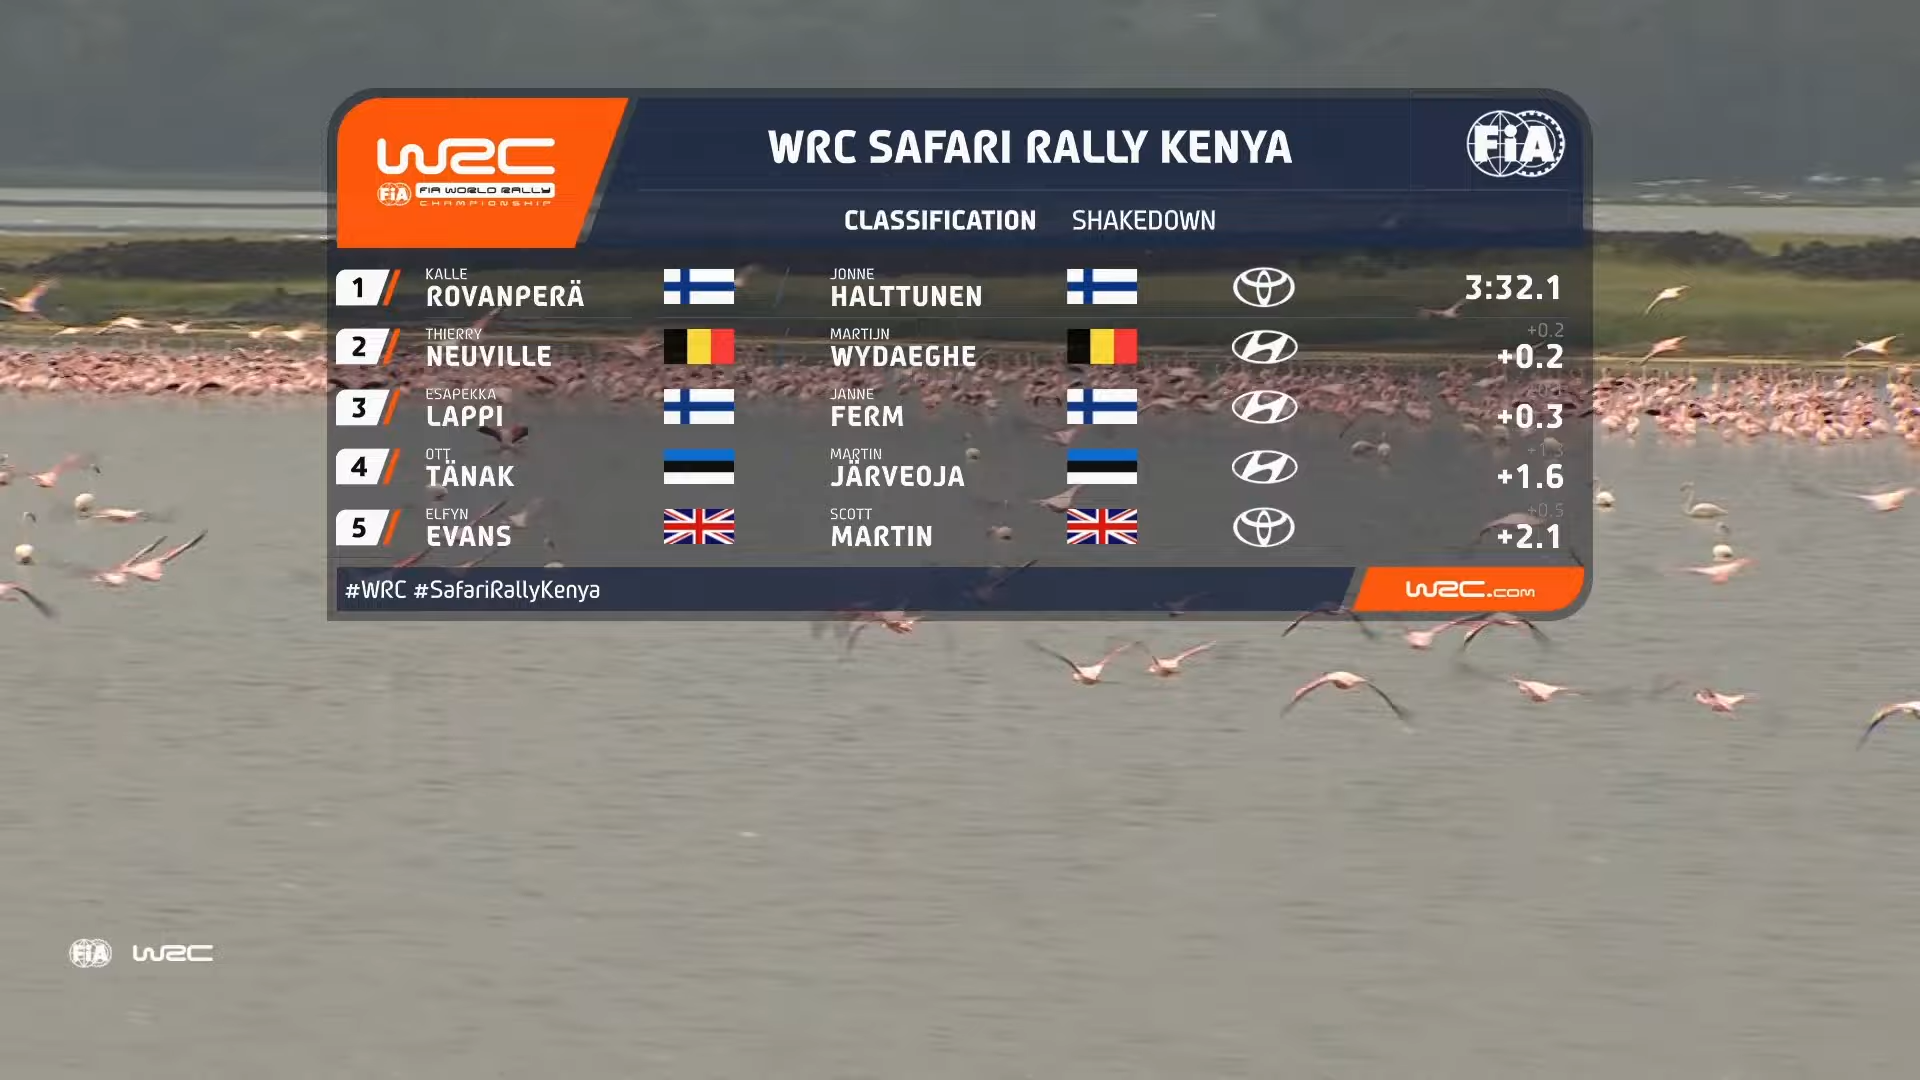 WRC
FIA WORLD RALLY
CHAMPIONSHIP
WRC SAFARI RALLY KENYA
FiA
CLASSIFICATION SHAKEDOWN
1 KALLE ROVANPERÄ JONNE HALTTUNEN 3:32.1
+0.2
2 THIERRY NEUVILLE MARTIJN WYDAEGHE +0.2
3 ESAPEKKA LAPPI JANNE FERM +0.3
+1.3
4 OTT TÄNAK MARTIN JÄRVEOJA +1.6
+0.5
5 ELFYN EVANS SCOTT MARTIN +2.1
#WRC #SafariRallyKenya
WRC.COM
FiA WRC